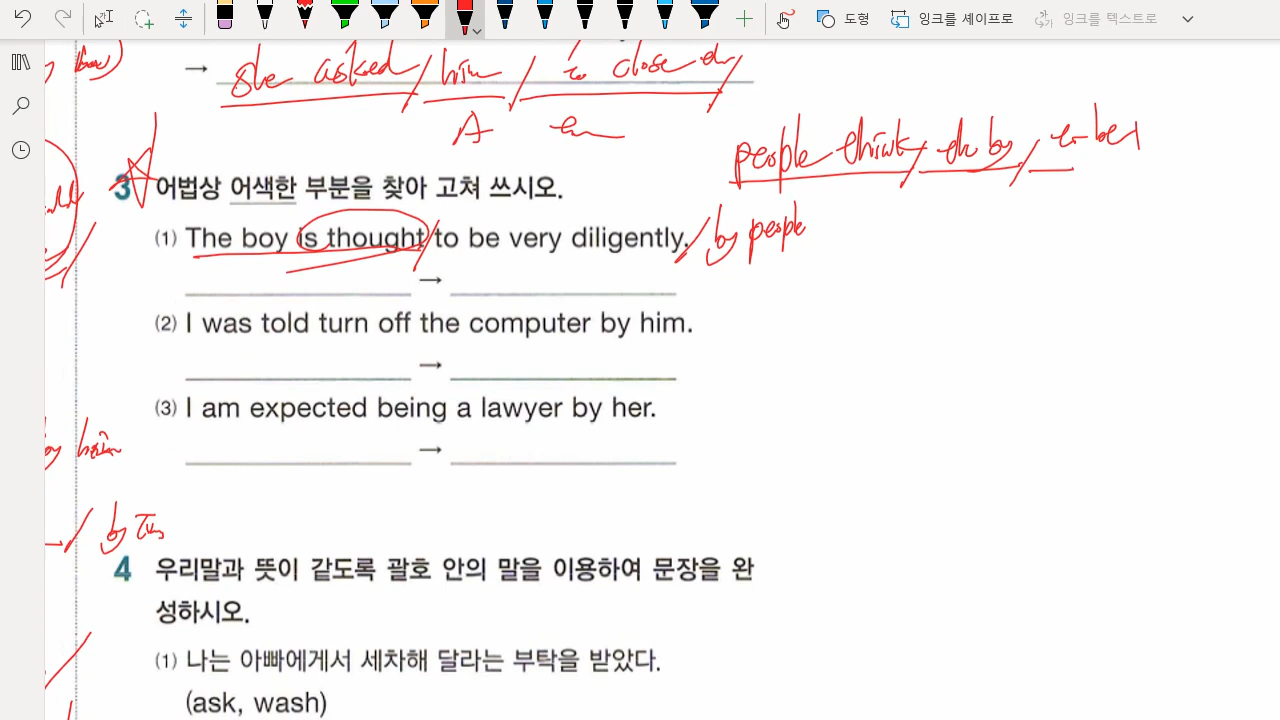 도형
잉크를 셰이프로
잉크를 텍스트로
→ she asked / him / to close
A
people think / the boy / to be
3 어법상 어색한 부분을 찾아 고쳐 쓰시오.
(1) The boy is thought to be very diligently. / by people
→
(2) I was told turn off the computer by him.
→
(3) I am expected being a lawyer by her.
→
by him
by
4 우리말과 뜻이 같도록 괄호 안의 말을 이용하여 문장을 완
성하시오.
(1) 나는 아빠에게서 세차해 달라는 부탁을 받았다.
(ask, wash)